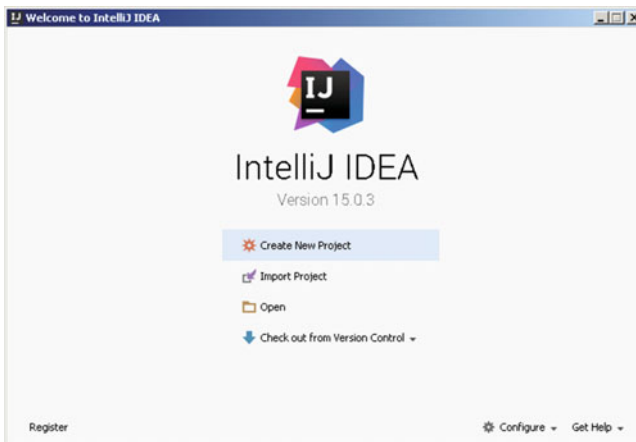 Welcome to IntelliJ IDEA
IJ
IntelliJ IDEA
Version 15.0.3
Create New Project
Import Project
Open
Check out from Version Control
Register
Configure
Get Help